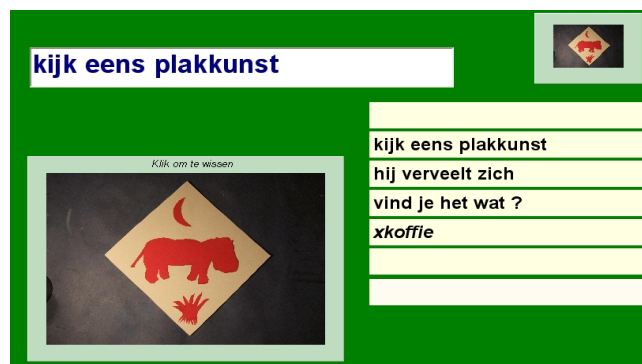 kijk eens plakkunst
Klik om te wissen
kijk eens plakkunst
hij verveelt zich
vind je het wat ?
xkoffie